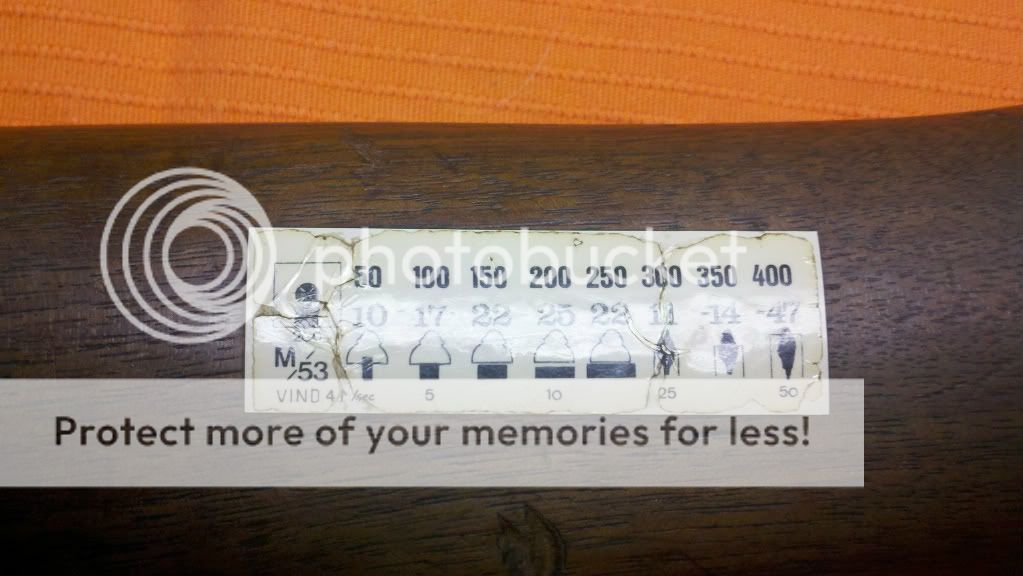 photobucket
50 100 150 200 250 300 350 400
10 17 22 25 22 11 -14 -47
M/53
VIND 4 M/sec 5 10 25 50
Protect more of your memories for less!